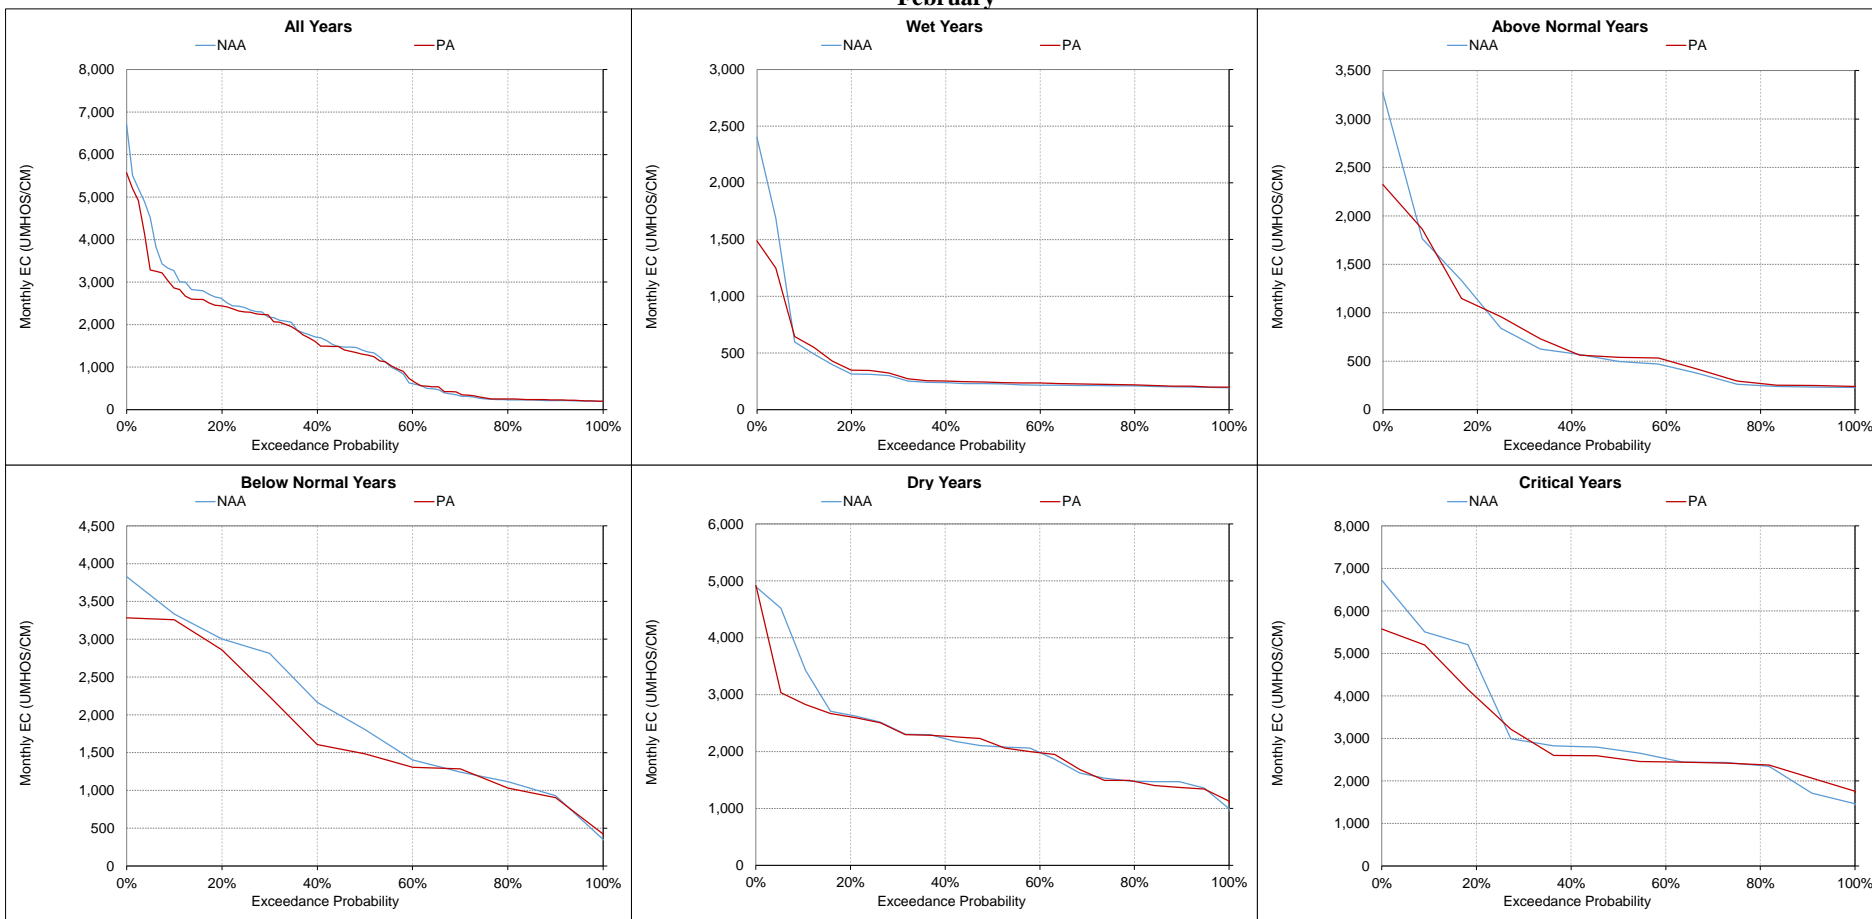 February
All Years
NAA PA
8,000
7,000
6,000
5,000
4,000
3,000
2,000
1,000
0
Monthly EC (UMHOS/CM)
0% 20% 40% 60% 80% 100%
Exceedance Probability
Wet Years
NAA PA
3,000
2,500
2,000
1,500
1,000
500
0
Monthly EC (UMHOS/CM)
0% 20% 40% 60% 80% 100%
Exceedance Probability
Above Normal Years
NAA PA
3,500
3,000
2,500
2,000
1,500
1,000
500
0
Monthly EC (UMHOS/CM)
0% 20% 40% 60% 80% 100%
Exceedance Probability
Below Normal Years
NAA PA
4,500
4,000
3,500
3,000
2,500
2,000
1,500
1,000
500
0
Monthly EC (UMHOS/CM)
0% 20% 40% 60% 80% 100%
Exceedance Probability
Dry Years
NAA PA
6,000
5,000
4,000
3,000
2,000
1,000
0
Monthly EC (UMHOS/CM)
0% 20% 40% 60% 80% 100%
Exceedance Probability
Critical Years
NAA PA
8,000
7,000
6,000
5,000
4,000
3,000
2,000
1,000
0
Monthly EC (UMHOS/CM)
0% 20% 40% 60% 80% 100%
Exceedance Probability